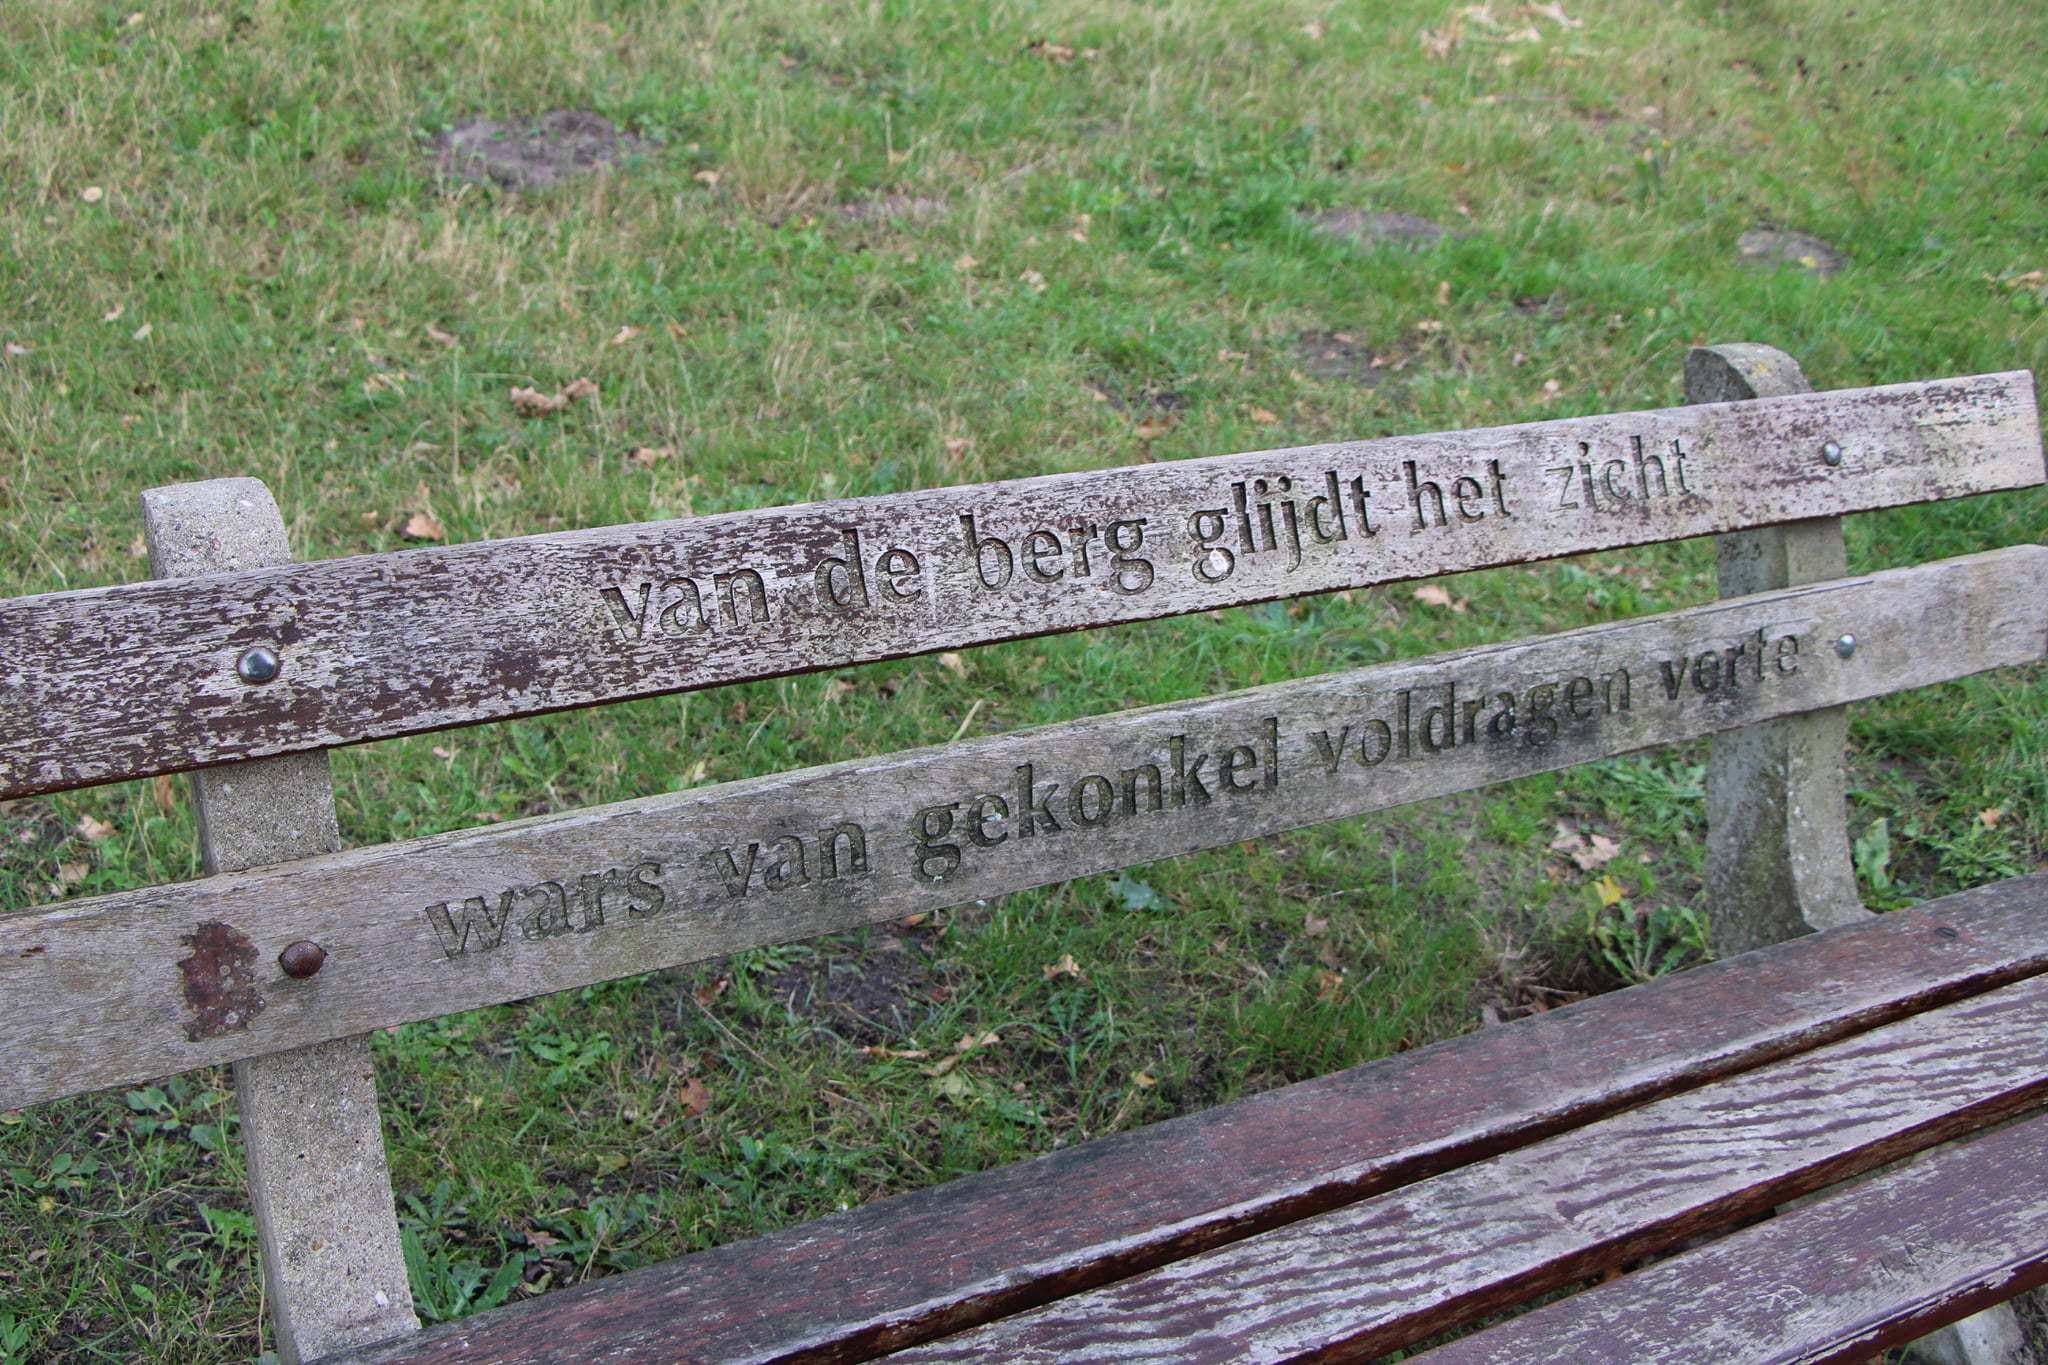 van de berg glijdt het zicht
wars van gekonkel voldragen verte